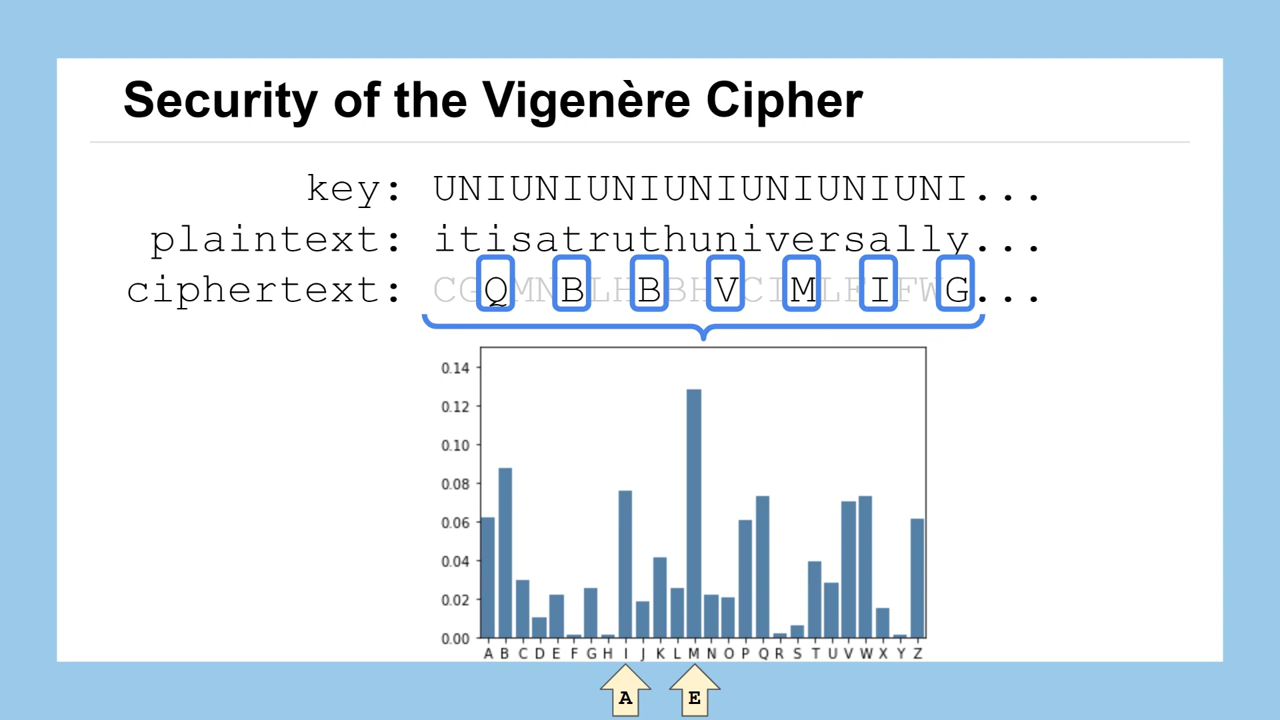 Security of the Vigenère Cipher
key: UNIUNIUNIUNIUNIUNIUNI...
plaintext: itisatruthuniversally...
ciphertext: CGQMNBLHBBHVCIMLFIFWG...
0.14
0.12
0.10
0.08
0.06
0.04
0.02
0.00
A B C D E F G H I J K L M N O P Q R S T U V W X Y Z
A E